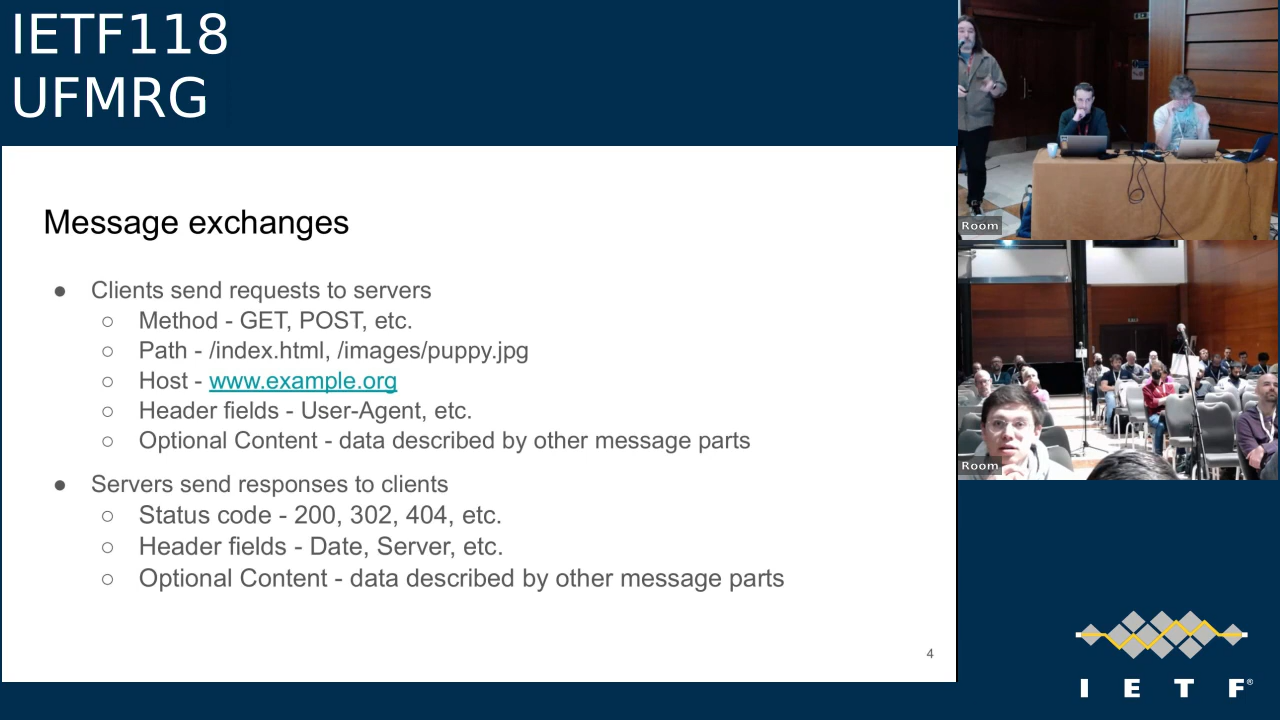 IETF118
UFMRG
Message exchanges
● Clients send requests to servers
○ Method - GET, POST, etc.
○ Path - /index.html, /images/puppy.jpg
○ Host - www.example.org
○ Header fields - User-Agent, etc.
○ Optional Content - data described by other message parts
● Servers send responses to clients
○ Status code - 200, 302, 404, etc.
○ Header fields - Date, Server, etc.
○ Optional Content - data described by other message parts
4
Room
Room
I E T F®